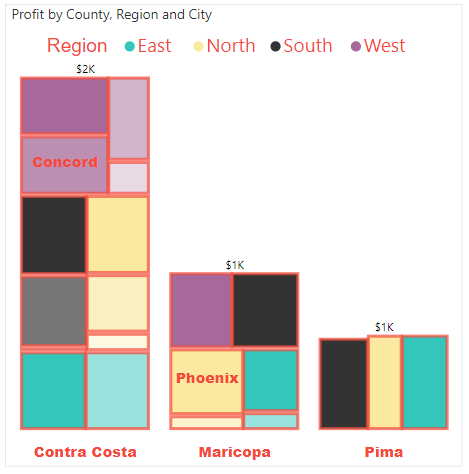 Profit by County, Region and City
Region East North South West
$2K
Concord
$1K
Phoenix
$1K
Contra Costa Maricopa Pima